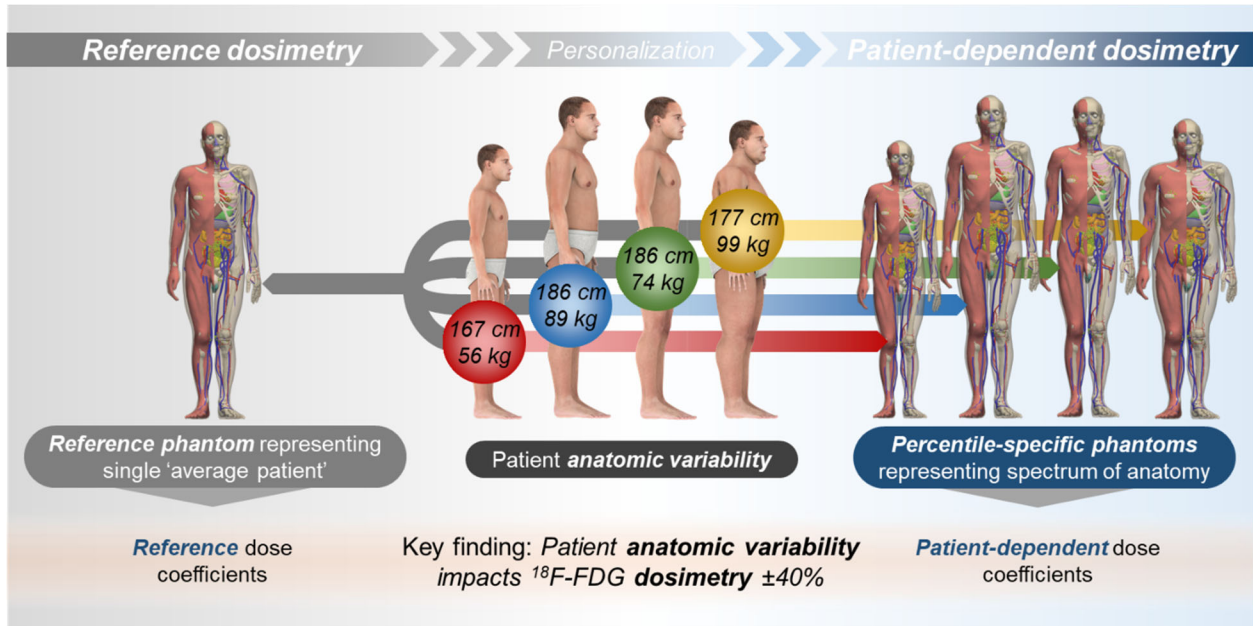 Reference dosimetry
Personalization
Patient-dependent dosimetry
177 cm
99 kg
186 cm
74 kg
186 cm
89 kg
167 cm
56 kg
Reference phantom representing
single ‘average patient’
Patient anatomic variability
Percentile-specific phantoms
representing spectrum of anatomy
Reference dose
coefficients
Key finding: Patient anatomic variability
impacts ¹⁸F-FDG dosimetry ±40%
Patient-dependent dose
coefficients